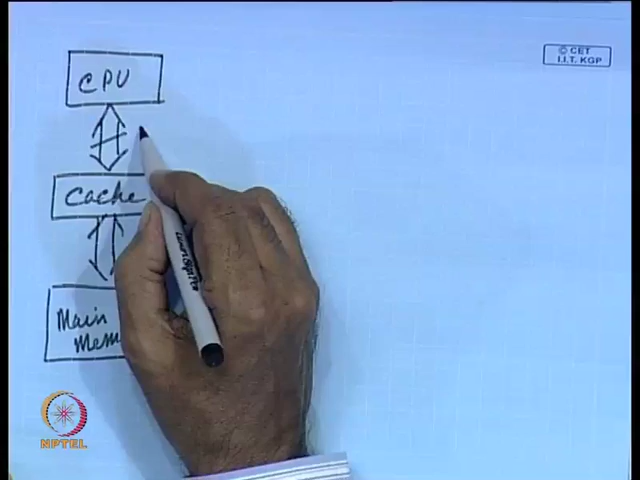 © CET
I.I.T. KGP
CPU
Cache
Main
Mem
NPTEL